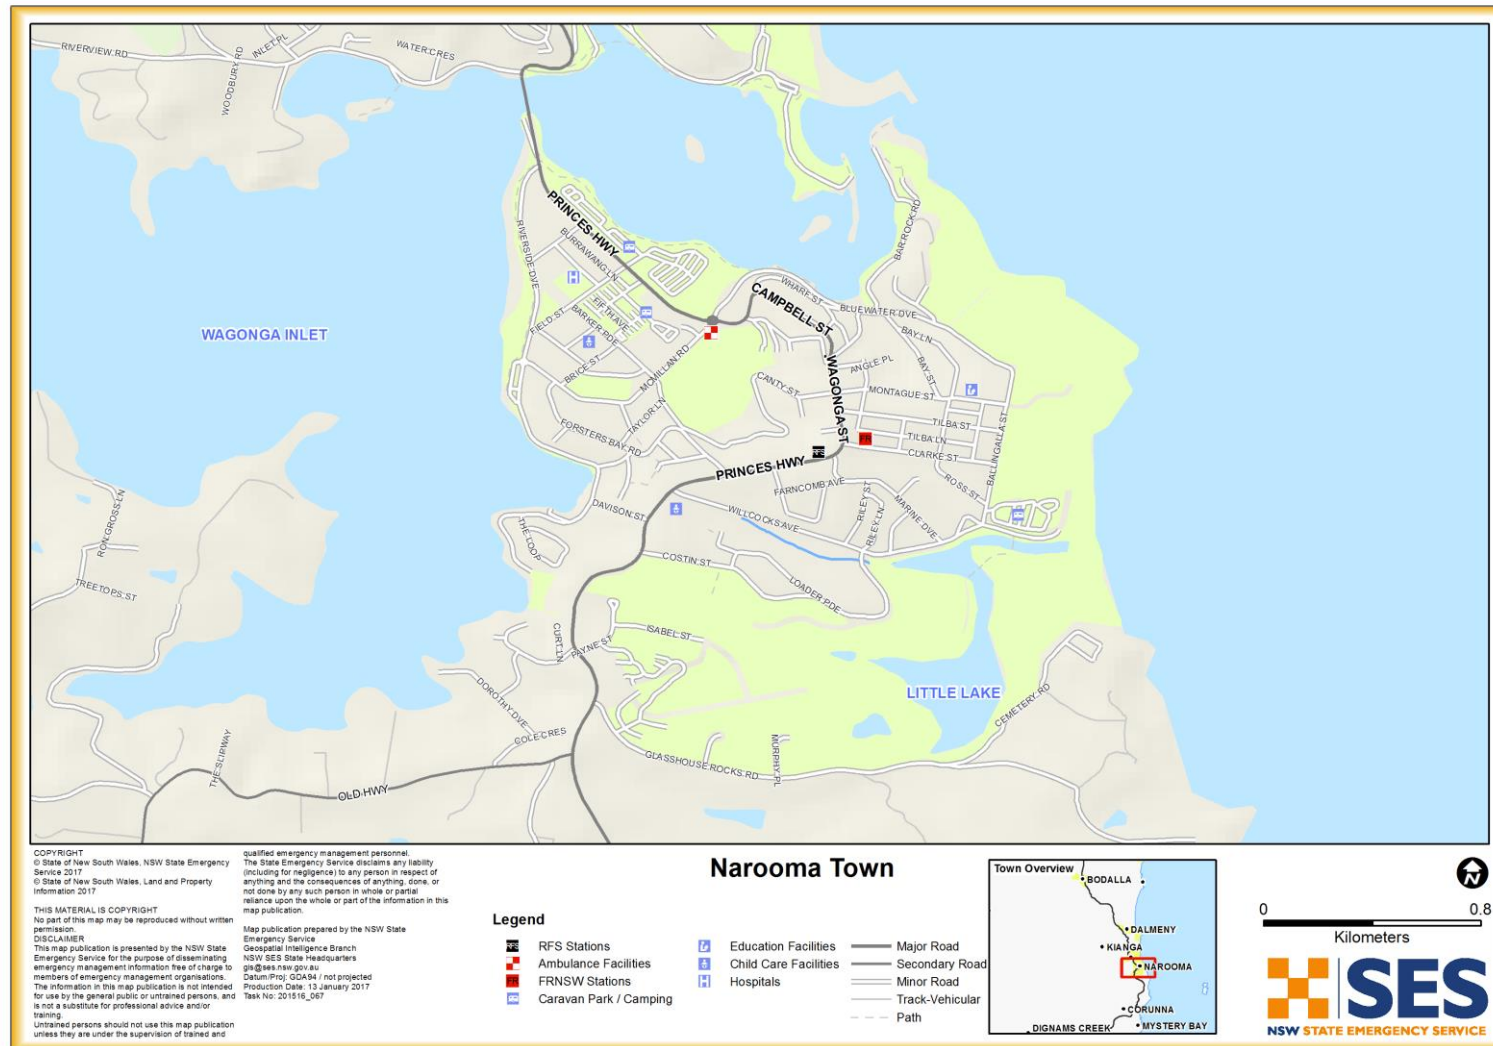 RIVERVIEW RD
WOODBURY RD
INLET PL
WATER CRES
PRINCES HWY
BURRAWANG LN
RIVERSIDE DVE
BAR ROCK RD
WHARF ST
CAMPBELL ST
BLUEWATER DVE
WAGONGA INLET
FIELD ST
FIFTH AVE
BARKER PDE
BRICE ST
MCMILLAN RD
TAYLOR LN
FORSTERS BAY RD
BAY LN
BAY ST
ANGLE PL
WAGONGA ST
CANTY ST
MONTAGUE ST
TILBA ST
TILBA LN
CLARKE ST
BALLINGALLA ST
FR
RFS
PRINCES HWY
FARNCOMB AVE
ROSS ST
RILEY ST
RILEY LN
MARINE DVE
DAVISON ST
WILLCOCKS AVE
THE LOOP
COSTIN ST
LOADER PDE
RON GROSS LN
TREETOPS ST
CURT LN
PAYNE ST
ISABEL ST
DOROTHY DVE
COLE CRES
LITTLE LAKE
CEMETERY RD
GLASSHOUSE ROCKS RD
MURPHY PL
THE SLIPWAY
OLD HWY
COPYRIGHT
© State of New South Wales, NSW State Emergency
Service 2017
© State of New South Wales, Land and Property
Information 2017
THIS MATERIAL IS COPYRIGHT
No part of this map may be reproduced without written
permission.
DISCLAIMER
This map publication is presented by the NSW State
Emergency Service for the purpose of disseminating
emergency management information free of charge to
members of emergency management organisations.
The information in this map publication is not intended
for use by the general public or untrained persons, and
is not a substitute for professional advice and/or
training.
Untrained persons should not use this map publication
unless they are under the supervision of trained and
qualified emergency management personnel.
The State Emergency Service disclaims any liability
(including for negligence) to any person in respect of
anything and the consequences of anything, done, or
not done by any such person in whole or partial
reliance upon the whole or part of the information in this
map publication.
Map publication prepared by the NSW State
Emergency Service
Geospatial Intelligence Branch
NSW SES State Headquarters
gis@ses.nsw.gov.au
Datum/Proj: GDA94 / not projected
Production Date: 13 January 2017
Task No: 201516_067
Narooma Town
Legend
RFS RFS Stations
Ambulance Facilities
FR FRNSW Stations
Caravan Park / Camping
Education Facilities
Child Care Facilities
H Hospitals
Major Road
Secondary Road
Minor Road
Track-Vehicular
Path
Town Overview
BODALLA
DALMENY
KIANGA
NAROOMA
CORUNNA
DIGNAMS CREEK
MYSTERY BAY
N
0 0.8
Kilometers
SES
NSW STATE EMERGENCY SERVICE